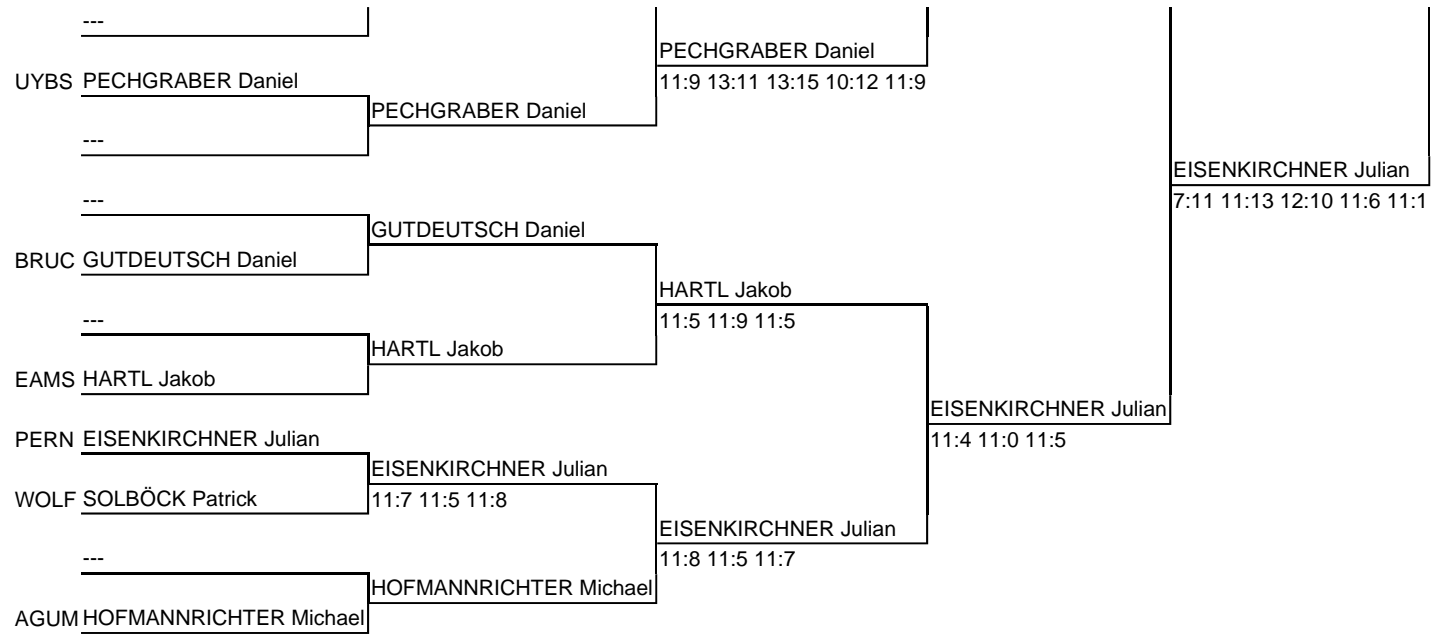 ---
PECHGRABER Daniel
UYBS PECHGRABER Daniel
11:9 13:11 13:15 10:12 11:9
PECHGRABER Daniel
---
EISENKIRCHNER Julian
---
7:11 11:13 12:10 11:6 11:1
GUTDEUTSCH Daniel
BRUC GUTDEUTSCH Daniel
HARTL Jakob
---
11:5 11:9 11:5
HARTL Jakob
EAMS HARTL Jakob
EISENKIRCHNER Julian
PERN EISENKIRCHNER Julian
11:4 11:0 11:5
EISENKIRCHNER Julian
WOLF SOLBÖCK Patrick
11:7 11:5 11:8
EISENKIRCHNER Julian
---
11:8 11:5 11:7
HOFMANNRICHTER Michael
AGUM HOFMANNRICHTER Michael